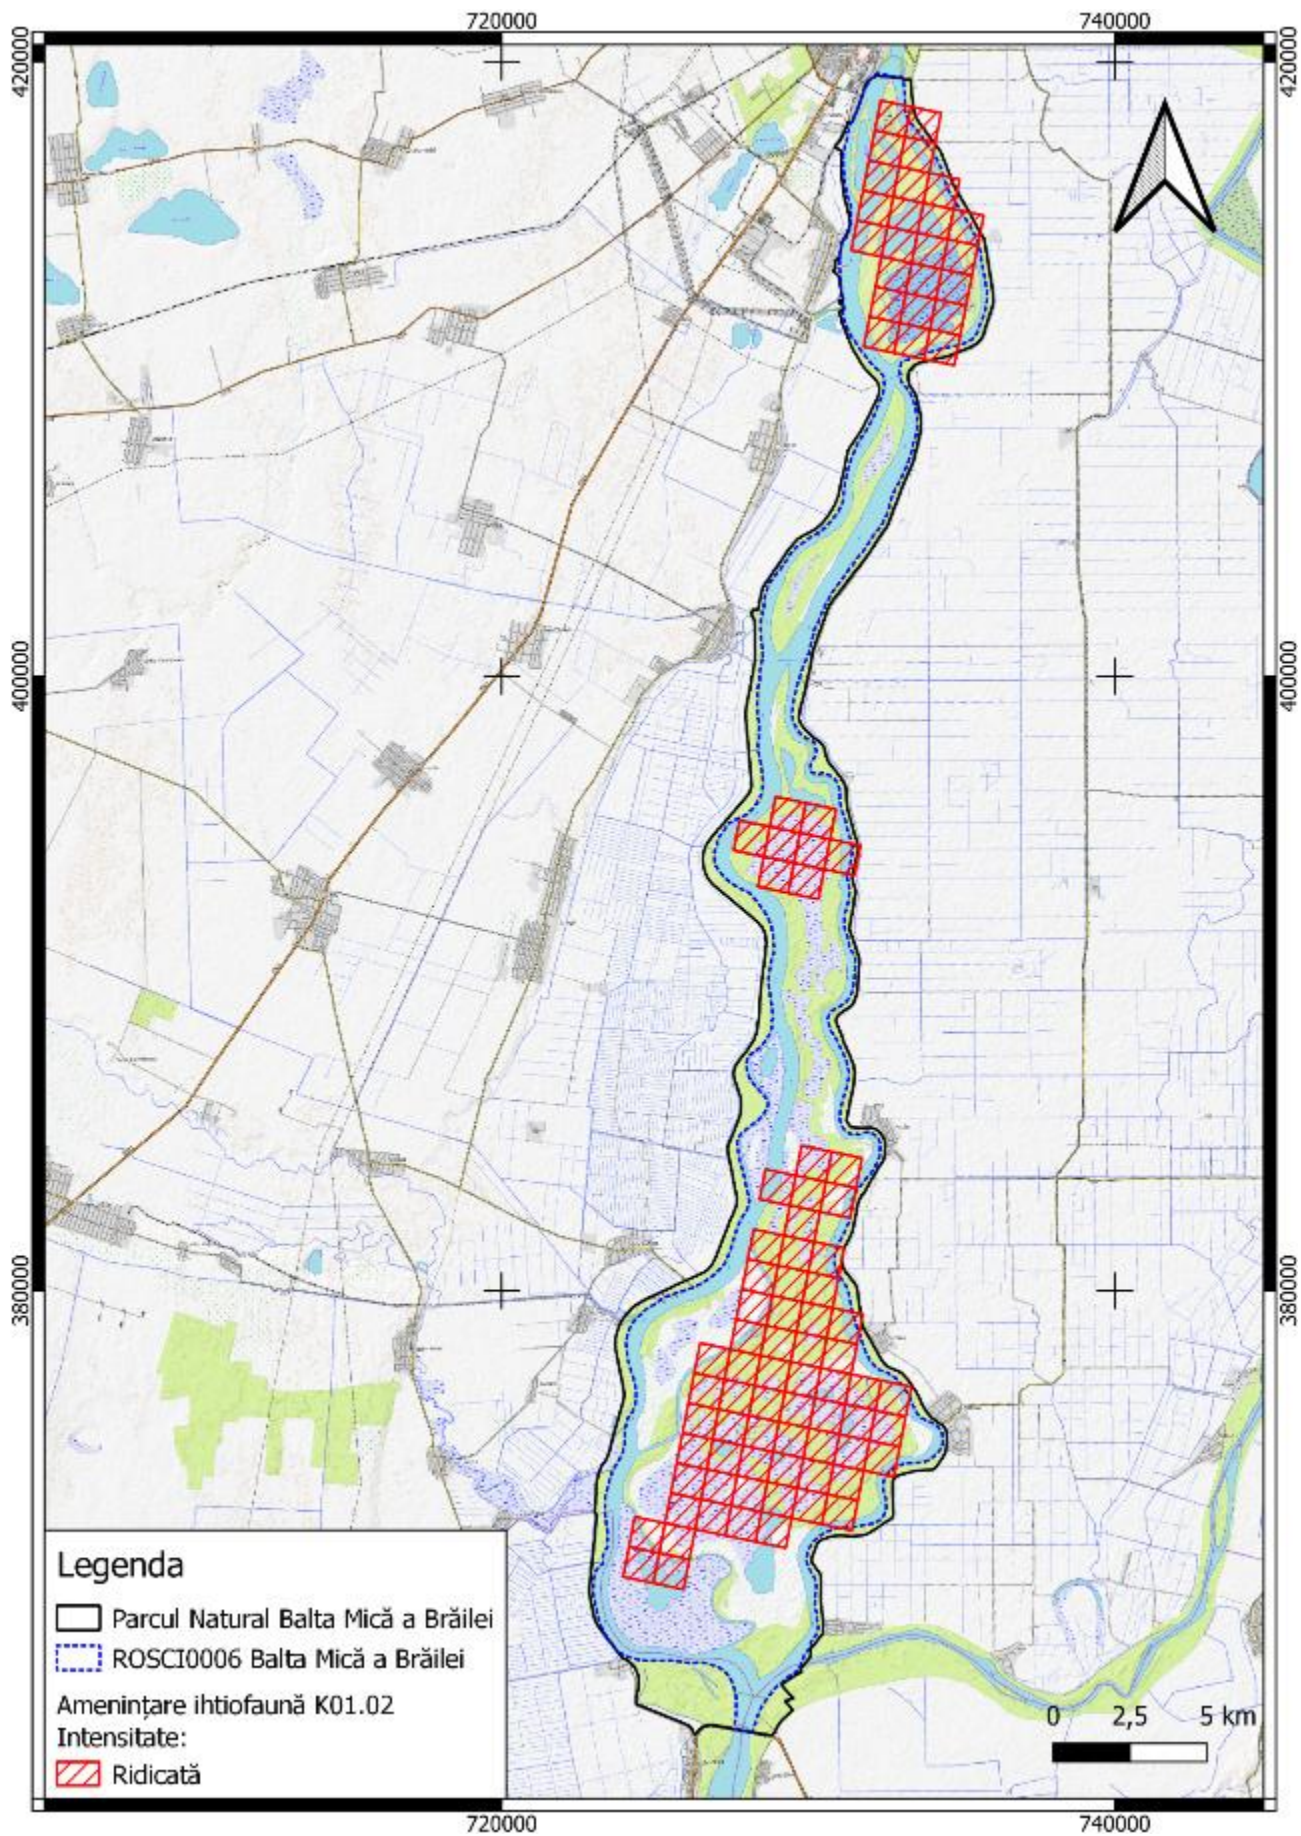 720000
740000
420000
420000
400000
400000
380000
380000
Legenda
Parcul Natural Balta Mică a Brăilei
ROSCI0006 Balta Mică a Brăilei
Amenințare ihtiofaună K01.02
Intensitate:
Ridicată
0 2,5 5 km
720000
740000